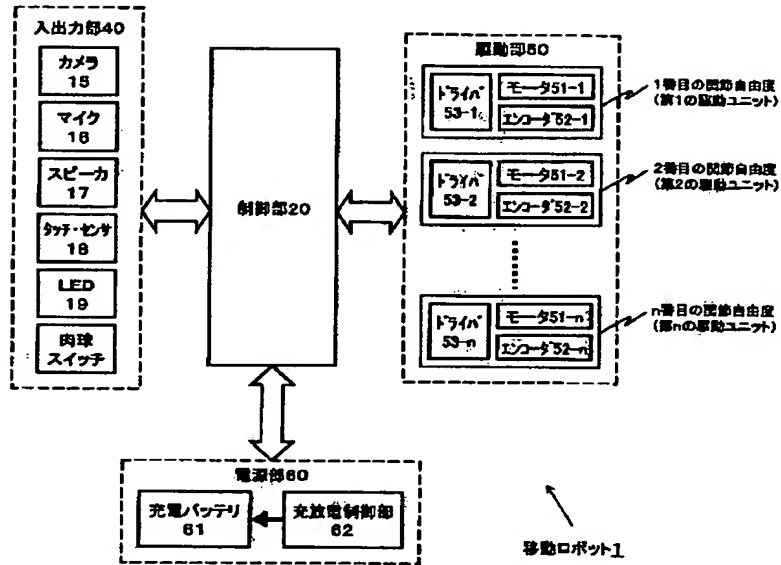 入出力部40
カメラ
15
マイク
16
スピーカ
17
タッチ・センサ
18
LED
19
肉球
スイッチ
制御部20
駆動部50
ドライバ
53-1
モータ51-1
エンコーダ52-1
1番目の関節自由度
(第1の駆動ユニット)
ドライバ
53-2
モータ51-2
エンコーダ52-2
2番目の関節自由度
(第2の駆動ユニット)
ドライバ
53-n
モータ51-n
エンコーダ52-n
n番目の関節自由度
(第nの駆動ユニット)
電源部60
充電バッテリ
61
充放電制御部
62
移動ロボット1